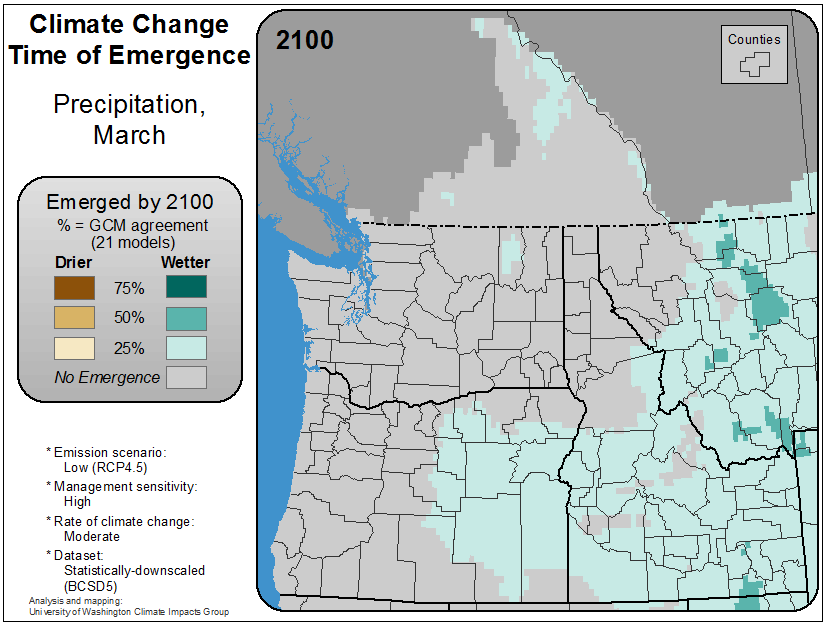 Climate Change
Time of Emergence
Precipitation,
March
Emerged by 2100
% = GCM agreement
(21 models)
Drier Wetter
75%
50%
25%
No Emergence
* Emission scenario:
Low (RCP4.5)
* Management sensitivity:
High
* Rate of climate change:
Moderate
* Dataset:
Statistically-downscaled
(BCSD5)
Analysis and mapping:
University of Washington Climate Impacts Group
2100
Counties